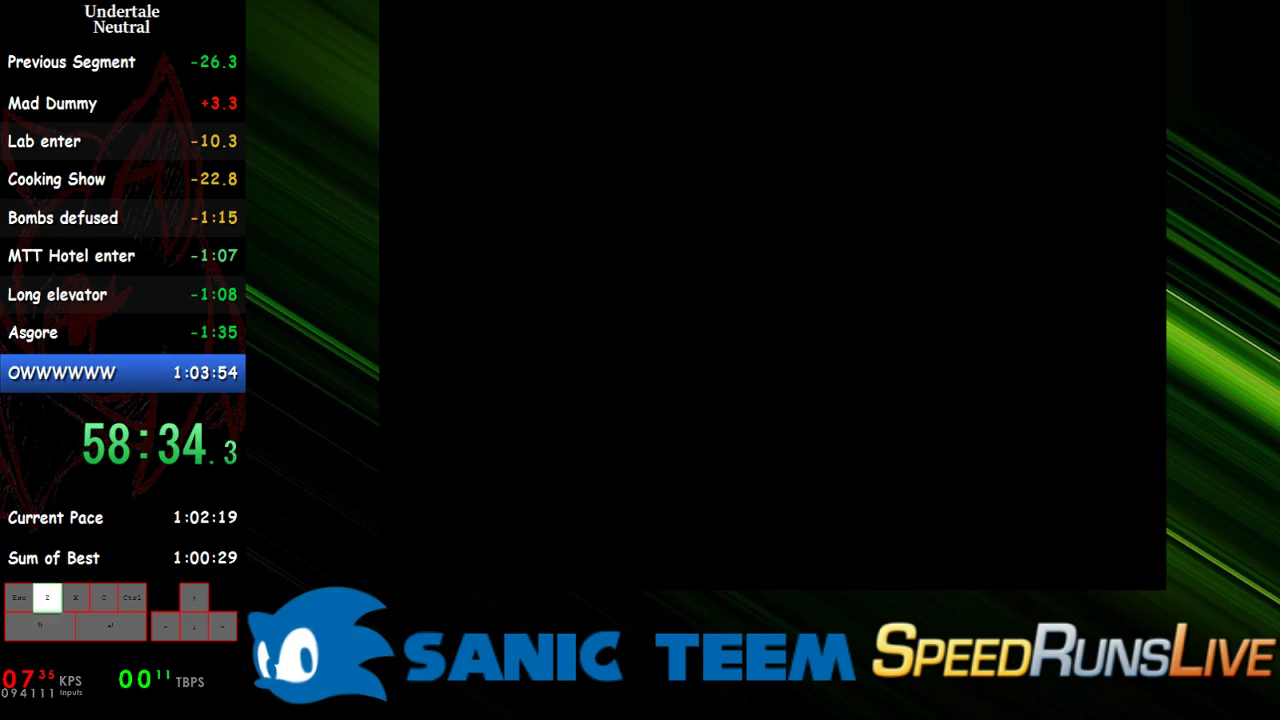 Undertale
Neutral
Previous Segment -26.3
Mad Dummy +3.3
Lab enter -10.3
Cooking Show -22.8
Bombs defused -1:15
MTT Hotel enter -1:07
Long elevator -1:08
Asgore -1:35
OWWWWWW 1:03:54
58:34.3
Current Pace 1:02:19
Sum of Best 1:00:29
Esc Z X C Ctrl ↑
↻ ↵ ← ↓ →
07 35 KPS 00 11 TBPS
094111 Inputs
SANIC TEEM SPEEDRUNSLIVE